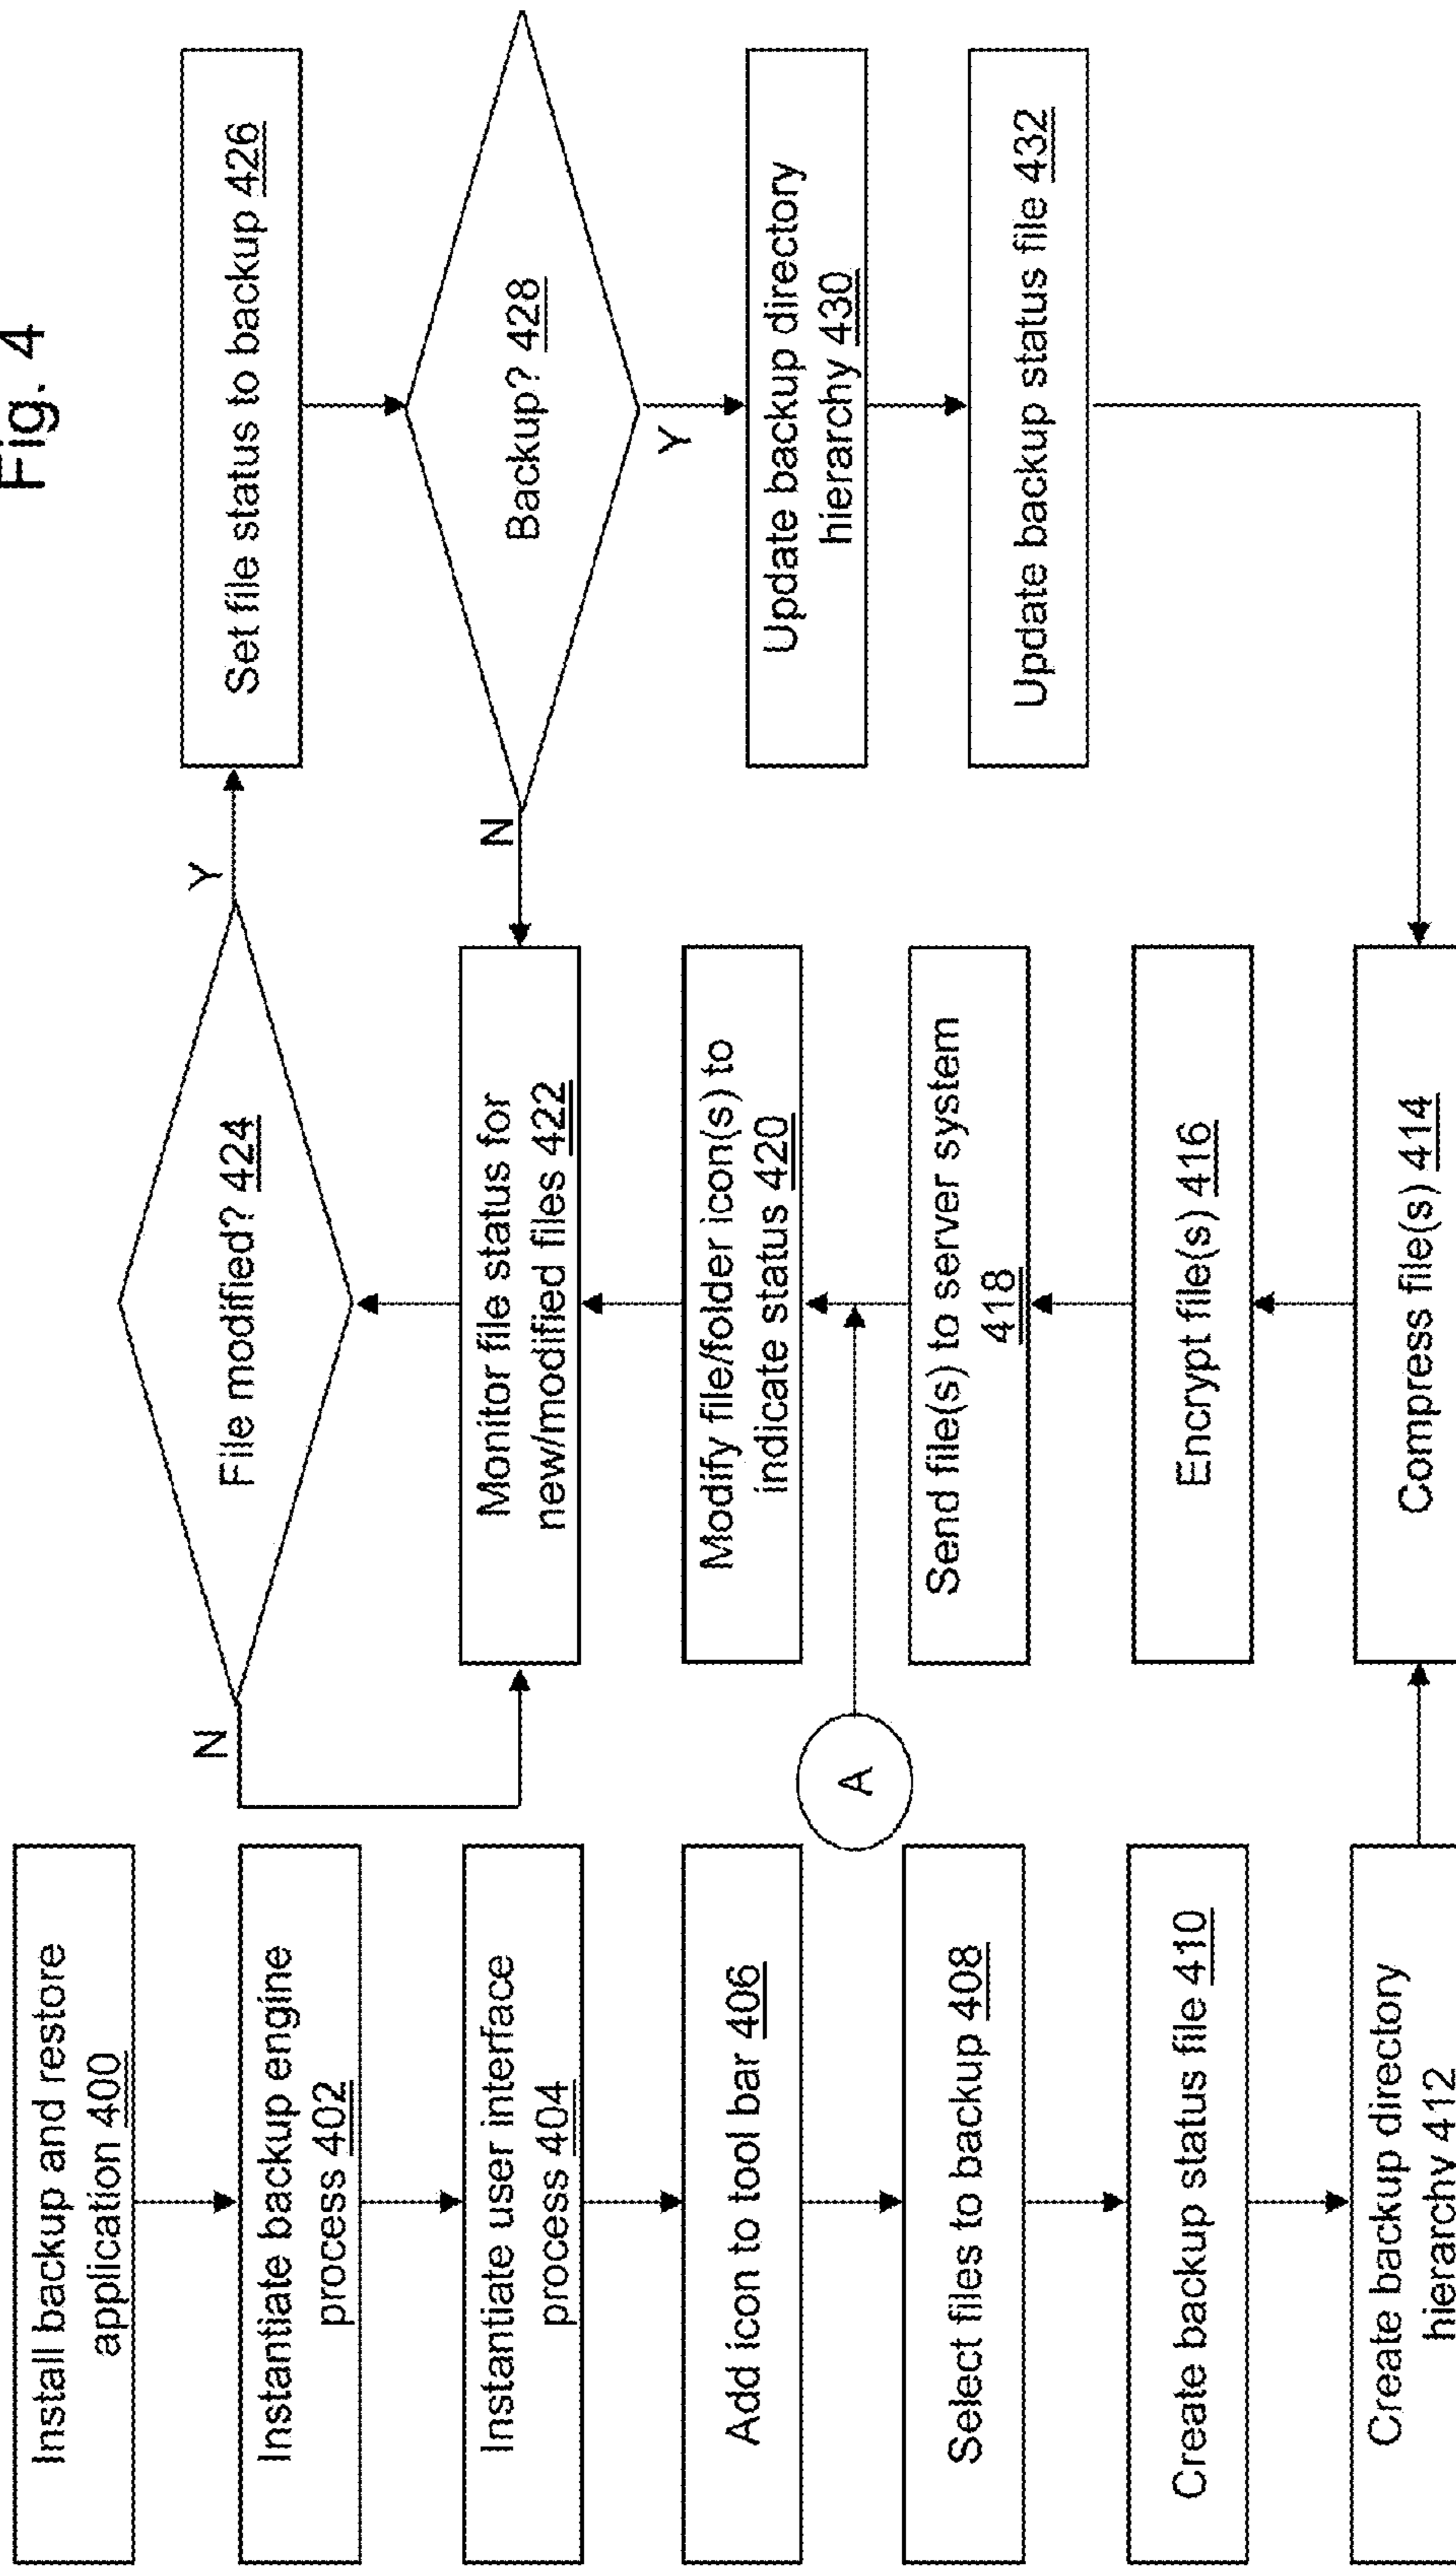 Fig. 4
Install backup and restore
application 400
Instantiate backup engine
process 402
Instantiate user interface
process 404
Add icon to tool bar 406
Select files to backup 408
Create backup status file 410
Create backup directory
hierarchy 412
N
File modified? 424
Y
Monitor file status for
new/modified files 422
Modify file/folder icon(s) to
indicate status 420
A
Send file(s) to server system
418
Encrypt file(s) 416
Compress file(s) 414
Set file status to backup 426
N
Backup? 428
Y
Update backup directory
hierarchy 430
Update backup status file 432